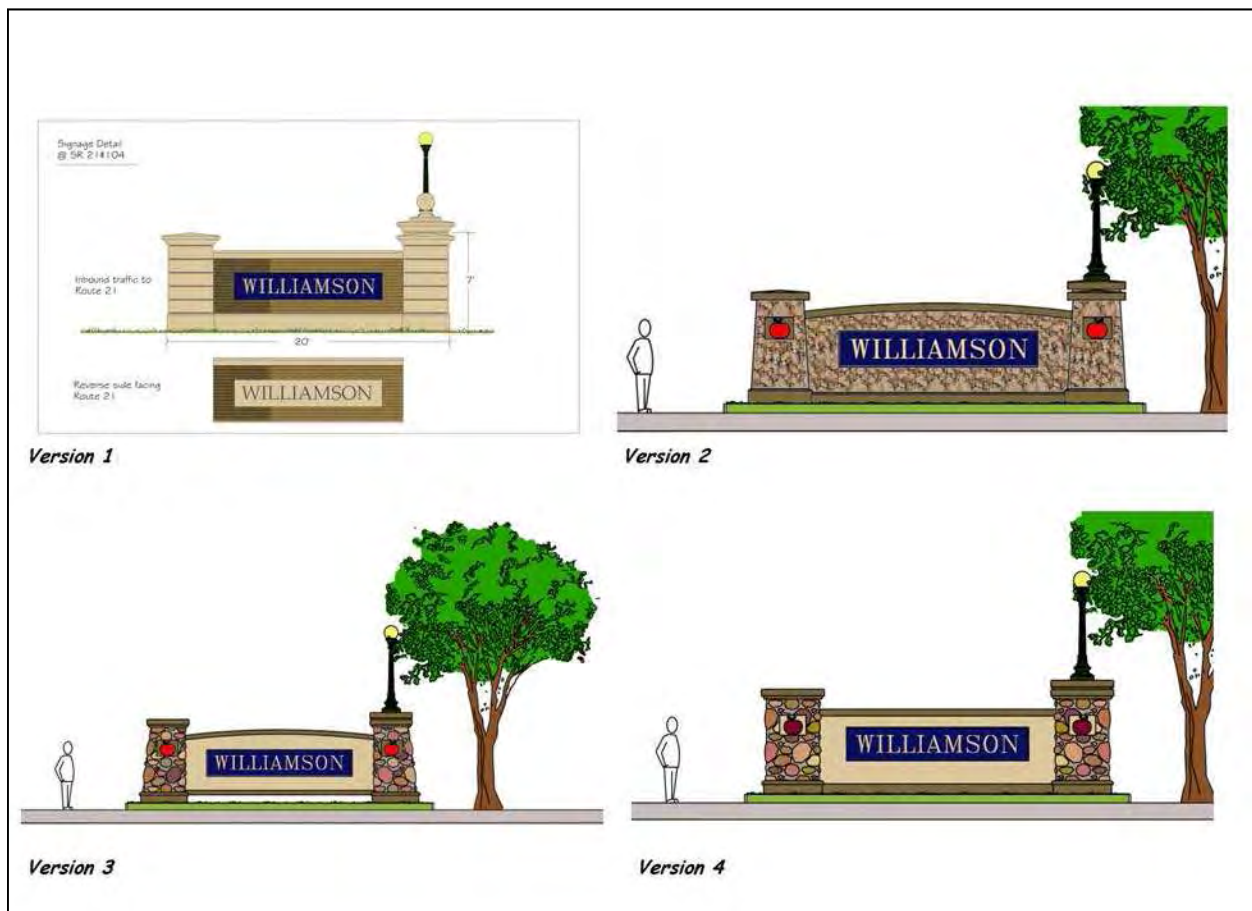 Signage Detail
@ SR 21&104
Inbound traffic to
Route 21
WILLIAMSON
7'
20'
Reverse side facing
Route 21
WILLIAMSON
Version 1
WILLIAMSON
Version 2
WILLIAMSON
Version 3
WILLIAMSON
Version 4